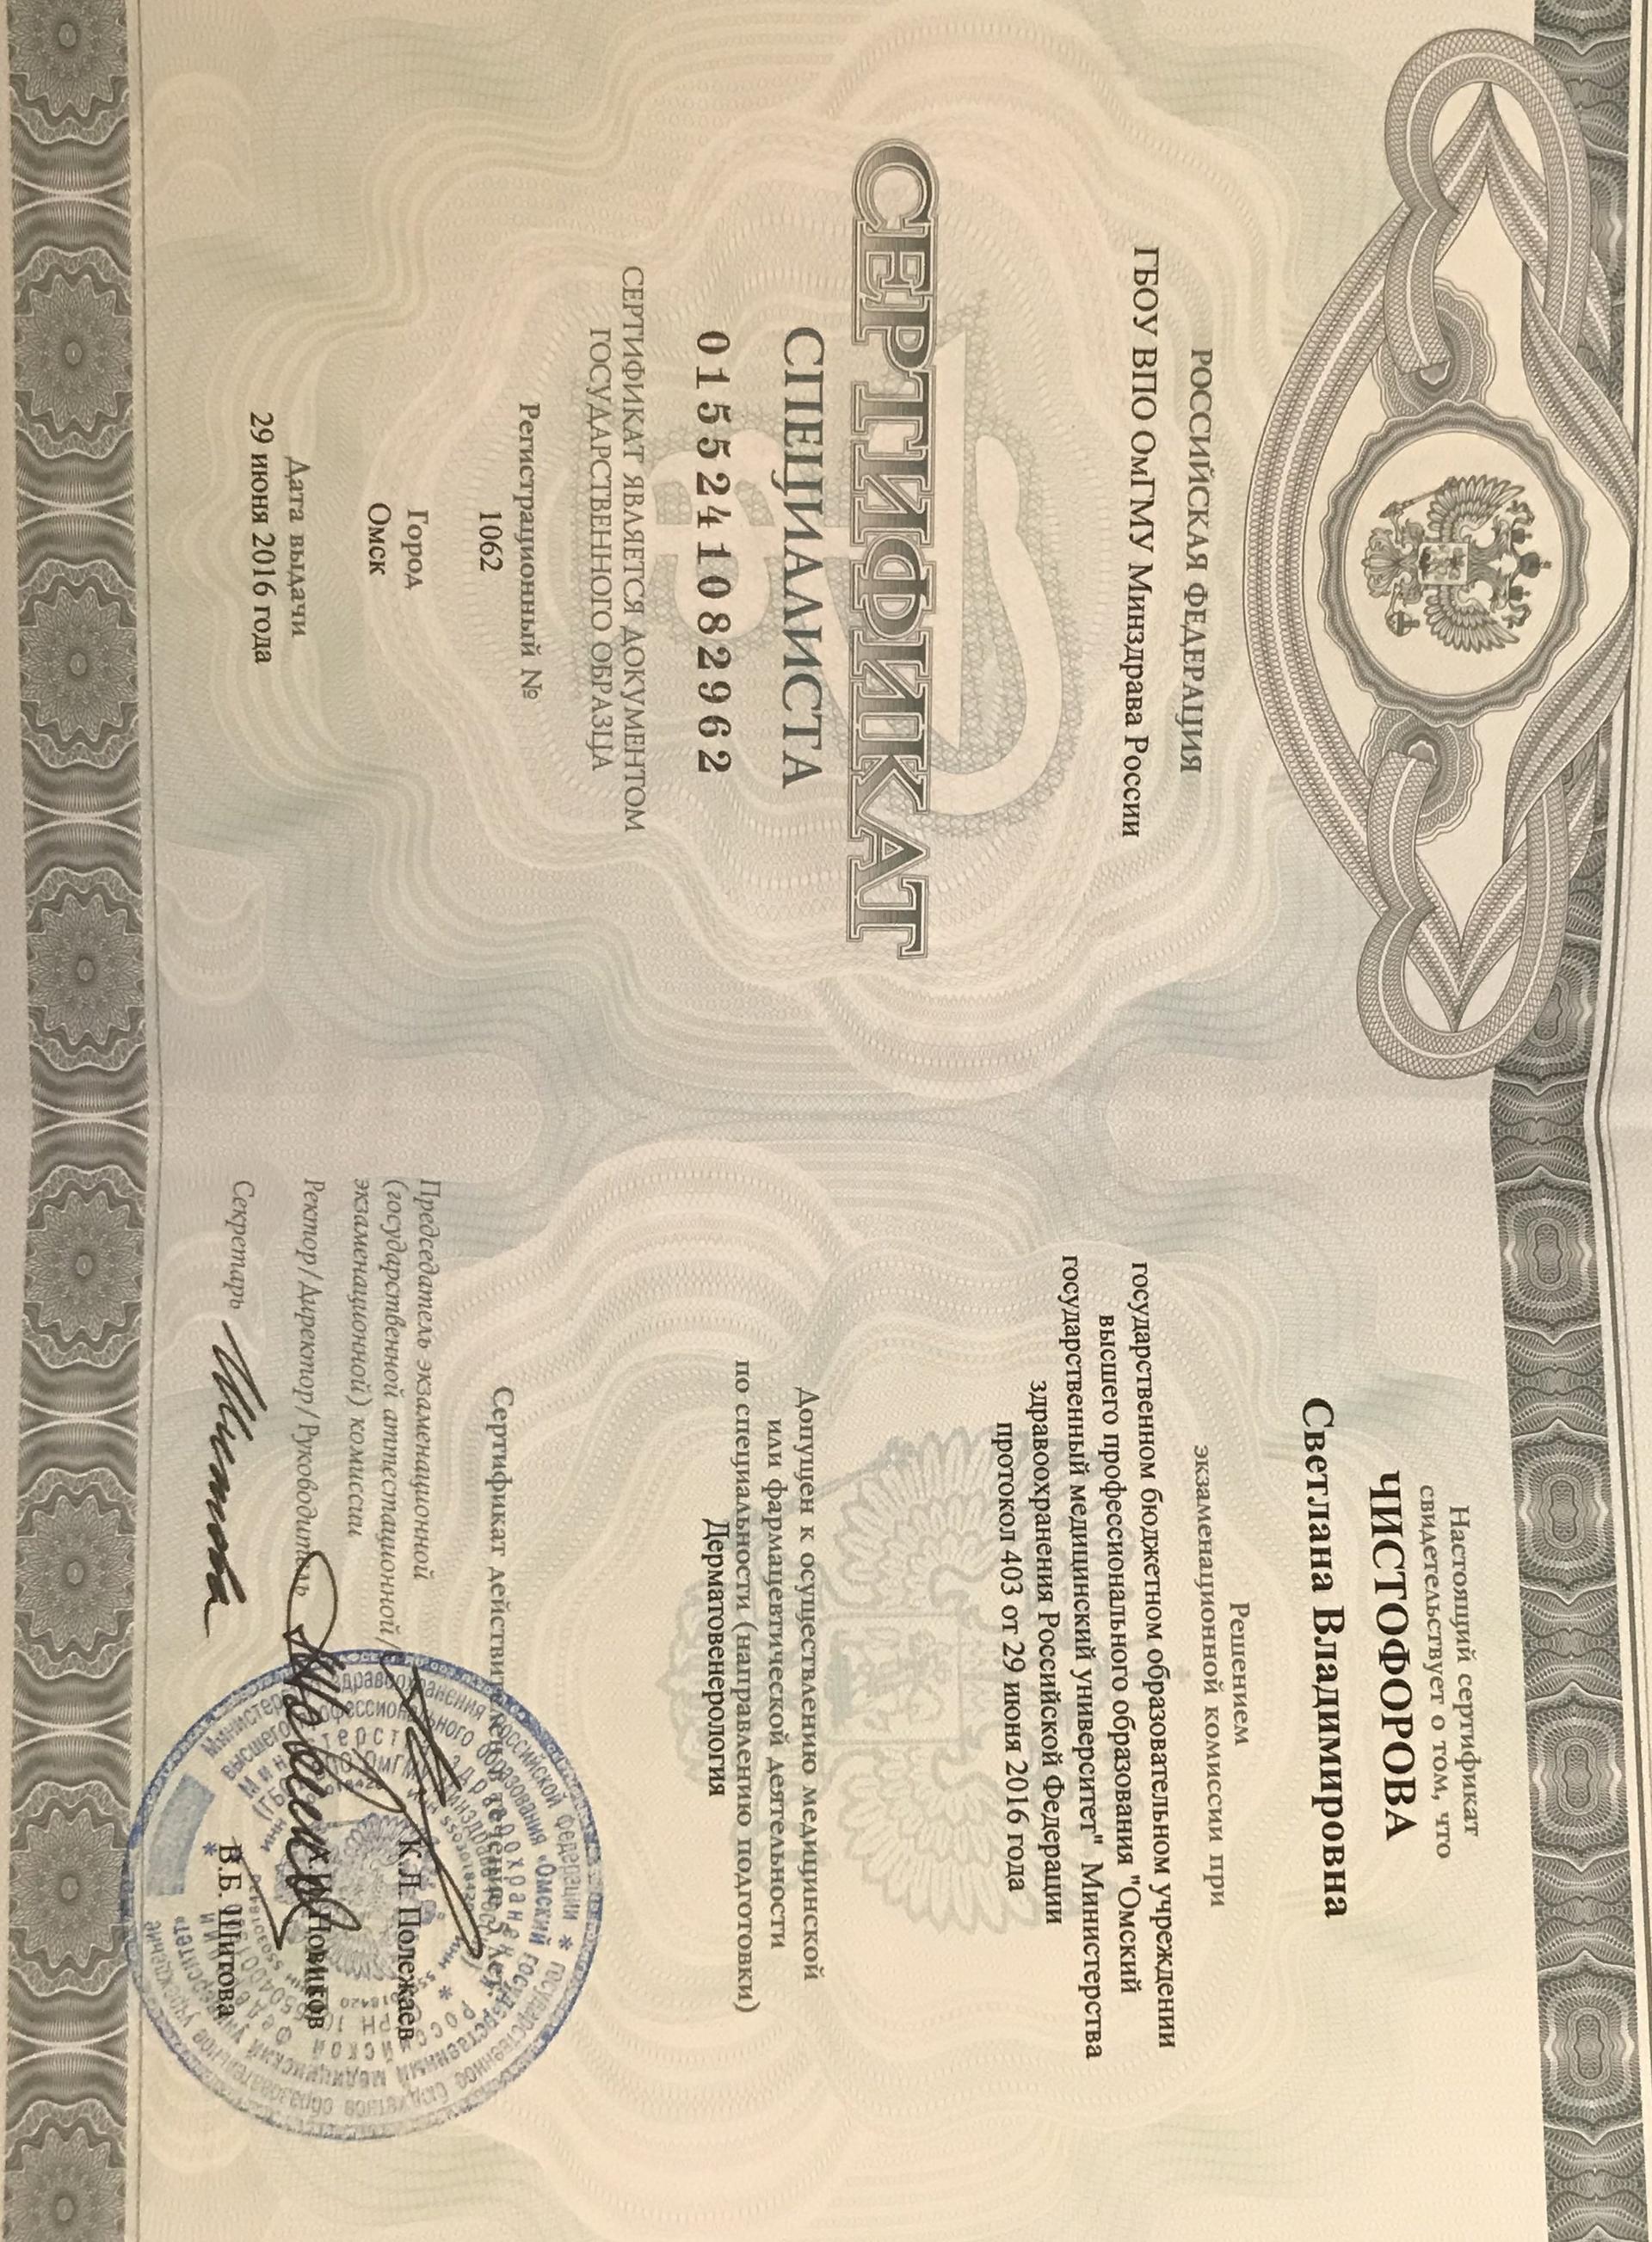 РОССИЙСКАЯ ФЕДЕРАЦИЯ
ГБОУ ВПО ОмГМУ Минздрава России
СЕРТИФИКАТ
СПЕЦИАЛИСТА
0155241082962
СЕРТИФИКАТ ЯВЛЯЕТСЯ ДОКУМЕНТОМ
ГОСУДАРСТВЕННОГО ОБРАЗЦА
Регистрационный №
1062
Город
Омск
Дата выдачи
29 июня 2016 года
Настоящий сертификат
свидетельствует о том, что
ЧИСТОФОРОВА
Светлана Владимировна
Решением
экзаменационной комиссии при
государственном бюджетном образовательном учреждении
высшего профессионального образования "Омский
государственный медицинский университет" Министерства
здравоохранения Российской Федерации
протокол 403 от 29 июня 2016 года
Допущен к осуществлению медицинской
или фармацевтической деятельности
по специальности (направлению подготовки)
Дерматовенерология
Сертификат действителен в течение 5 лет.
Председатель экзаменационной
(государственной аттестационной/
экзаменационной) комиссии
К.Л. Полежаев
Ректор/Директор/Руководитель
А.И. Новиков
Секретарь
В.Б. Шитова